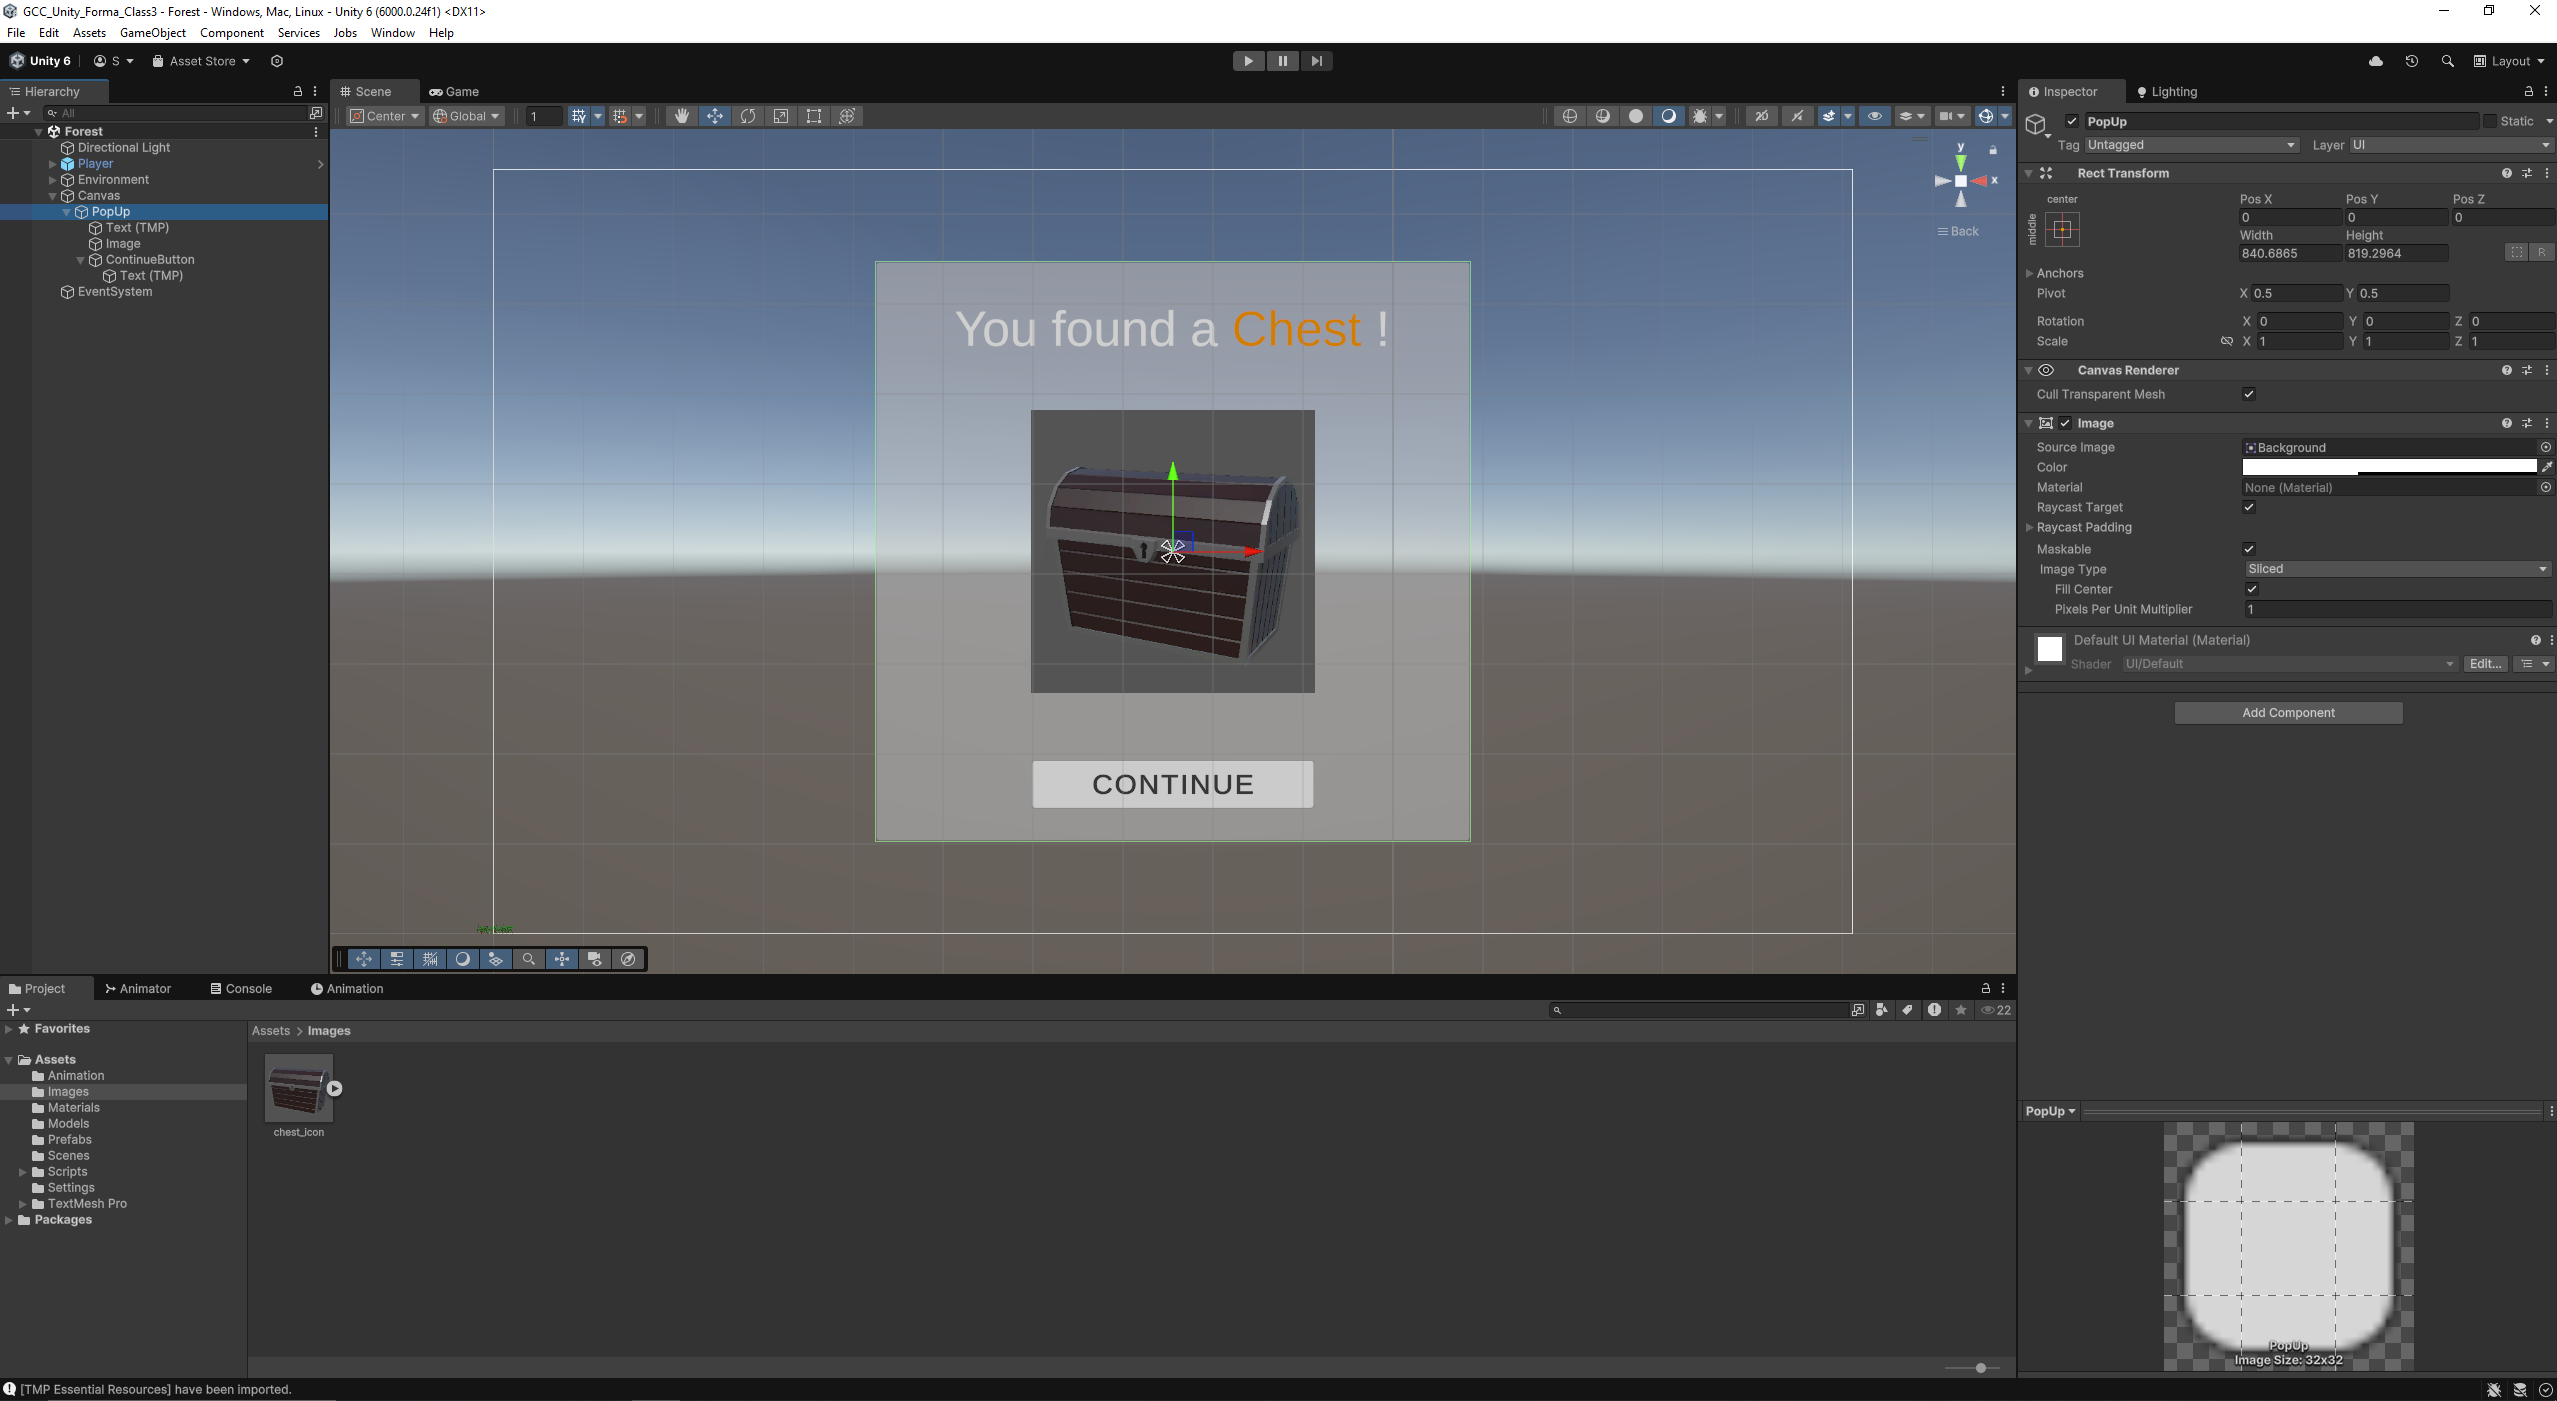 GCC_Unity_Forma_Class3 - Forest - Windows, Mac, Linux - Unity 6 (6000.0.24f1) <DX11>
File Edit Assets GameObject Component Services Jobs Window Help
Unity 6 S Asset Store Layout
Hierarchy
All
Forest
Directional Light
Player
Environment
Canvas
PopUp
Text (TMP)
Image
ContinueButton
Text (TMP)
EventSystem
Scene Game
Center Global 1 2D
y
x
Back
You found a Chest !
CONTINUE
Inspector Lighting
PopUp Static
Tag Untagged Layer UI
Rect Transform
center
middle
Pos X Pos Y Pos Z
0 0 0
Width Height
840.6865 819.2964 R
Anchors
Pivot X 0.5 Y 0.5
Rotation X 0 Y 0 Z 0
Scale X 1 Y 1 Z 1
Canvas Renderer
Cull Transparent Mesh
Image
Source Image Background
Color
Material None (Material)
Raycast Target
Raycast Padding
Maskable
Image Type Sliced
Fill Center
Pixels Per Unit Multiplier 1
Default UI Material (Material)
Shader UI/Default Edit...
Add Component
PopUp
PopUp
Image Size: 32x32
Project Animator Console Animation
22
Favorites
Assets
Animation
Images
Materials
Models
Prefabs
Scenes
Scripts
Settings
TextMesh Pro
Packages
Assets > Images
chest_icon
[TMP Essential Resources] have been imported.